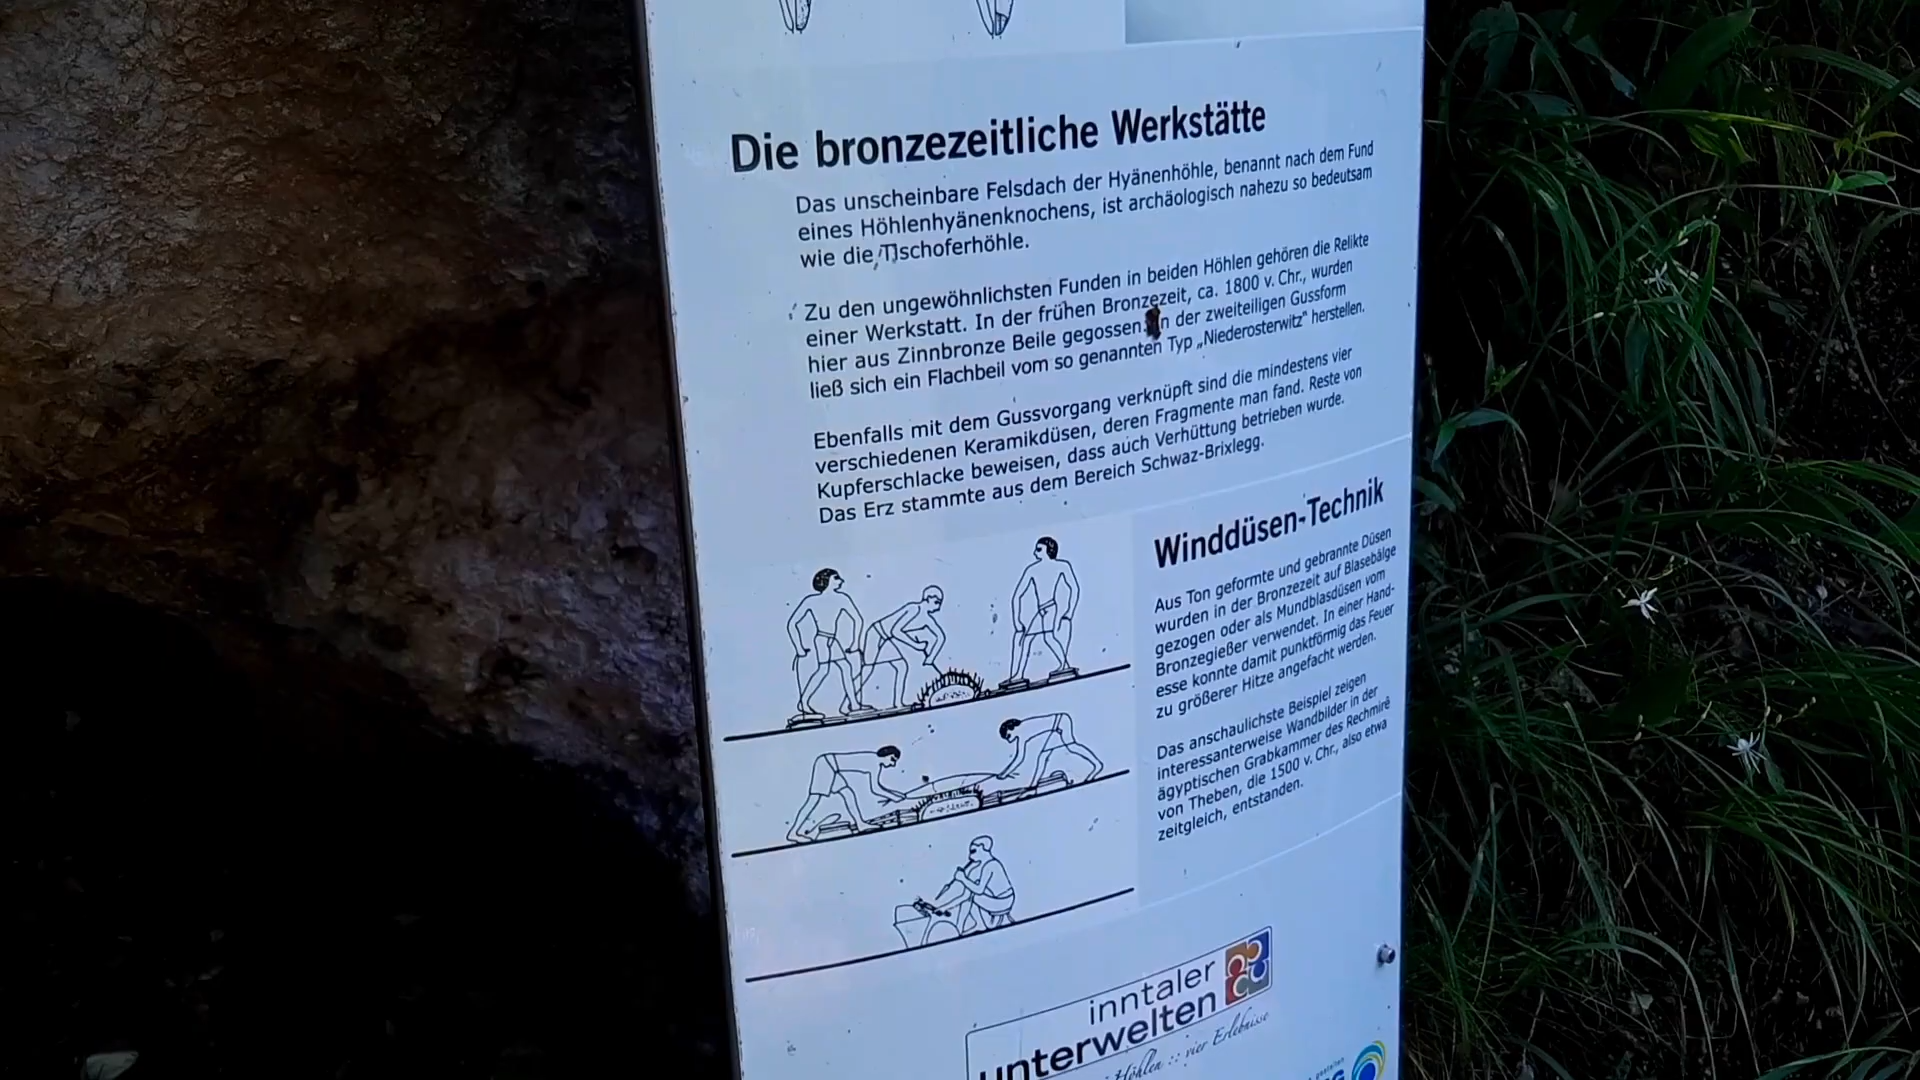 Die bronzezeitliche Werkstätte
Das unscheinbare Felsdach der Hyänenhöhle, benannt nach dem Fund
eines Höhlenhyänenknochens, ist archäologisch nahezu so bedeutsam
wie die Tischoferhöhle.
Zu den ungewöhnlichsten Funden in beiden Höhlen gehören die Relikte
einer Werkstatt. In der frühen Bronzezeit, ca. 1800 v. Chr., wurden
hier aus Zinnbronze Beile gegossen. In der zweiteiligen Gussform
ließ sich ein Flachbeil vom so genannten Typ „Niederosterwitz" herstellen.
Ebenfalls mit dem Gussvorgang verknüpft sind die mindestens vier
verschiedenen Keramikdüsen, deren Fragmente man fand. Reste von
Kupferschlacke beweisen, dass auch Verhüttung betrieben wurde.
Das Erz stammte aus dem Bereich Schwaz-Brixlegg.
Winddüsen-Technik
Aus Ton geformte und gebrannte Düsen
wurden in der Bronzezeit auf Blasebälge
gezogen oder als Mundblasdüsen vom
Bronzegießer verwendet. In einer Hand-
esse konnte damit punktförmig das Feuer
zu größerer Hitze angefacht werden.
Das anschaulichste Beispiel zeigen
interessanterweise Wandbilder in der
ägyptischen Grabkammer des Rechmirê
von Theben, die 1500 v. Chr., also etwa
zeitgleich, entstanden.
inntaler
unterwelten
Höhlen :: vier Erlebnisse